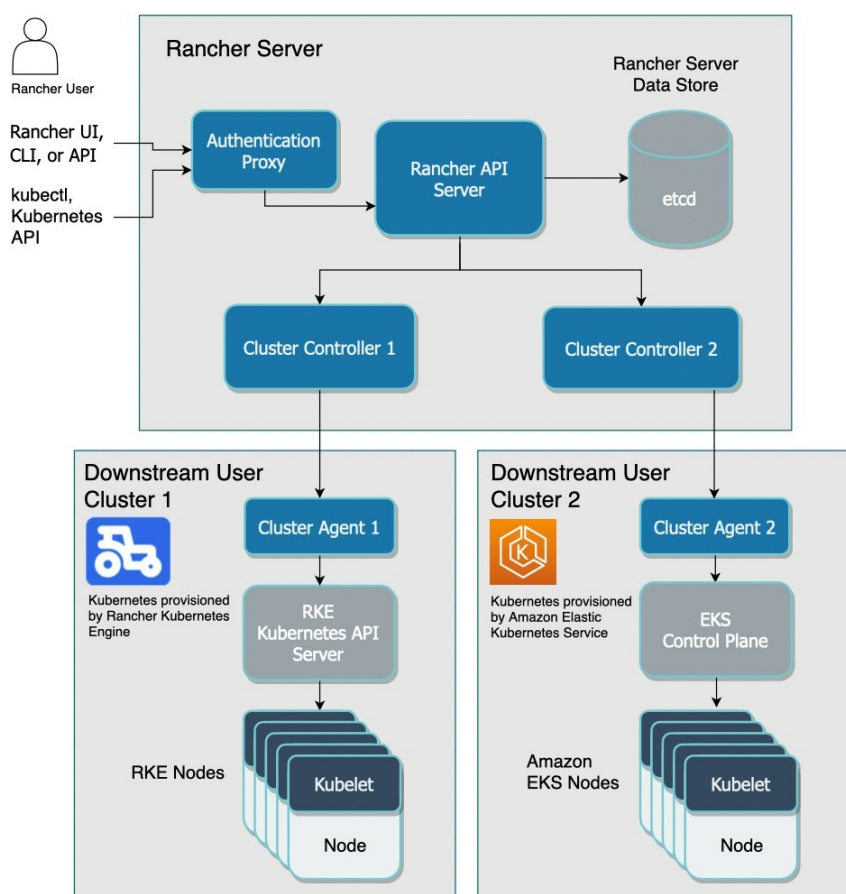 Rancher Server
Rancher User
Rancher Server
Data Store
Rancher UI,
CLI, or API
kubectl,
Kubernetes
API
Authentication
Proxy
Rancher API
Server
etcd
Cluster Controller 1
Cluster Controller 2
Downstream User
Cluster 1
Cluster Agent 1
Kubernetes provisioned
by Rancher Kubernetes
Engine
RKE
Kubernetes API
Server
RKE Nodes
Kubelet
Node
Downstream User
Cluster 2
Cluster Agent 2
K
Kubernetes provisioned
by Amazon Elastic
Kubernetes Service
EKS
Control Plane
Amazon
EKS Nodes
Kubelet
Node